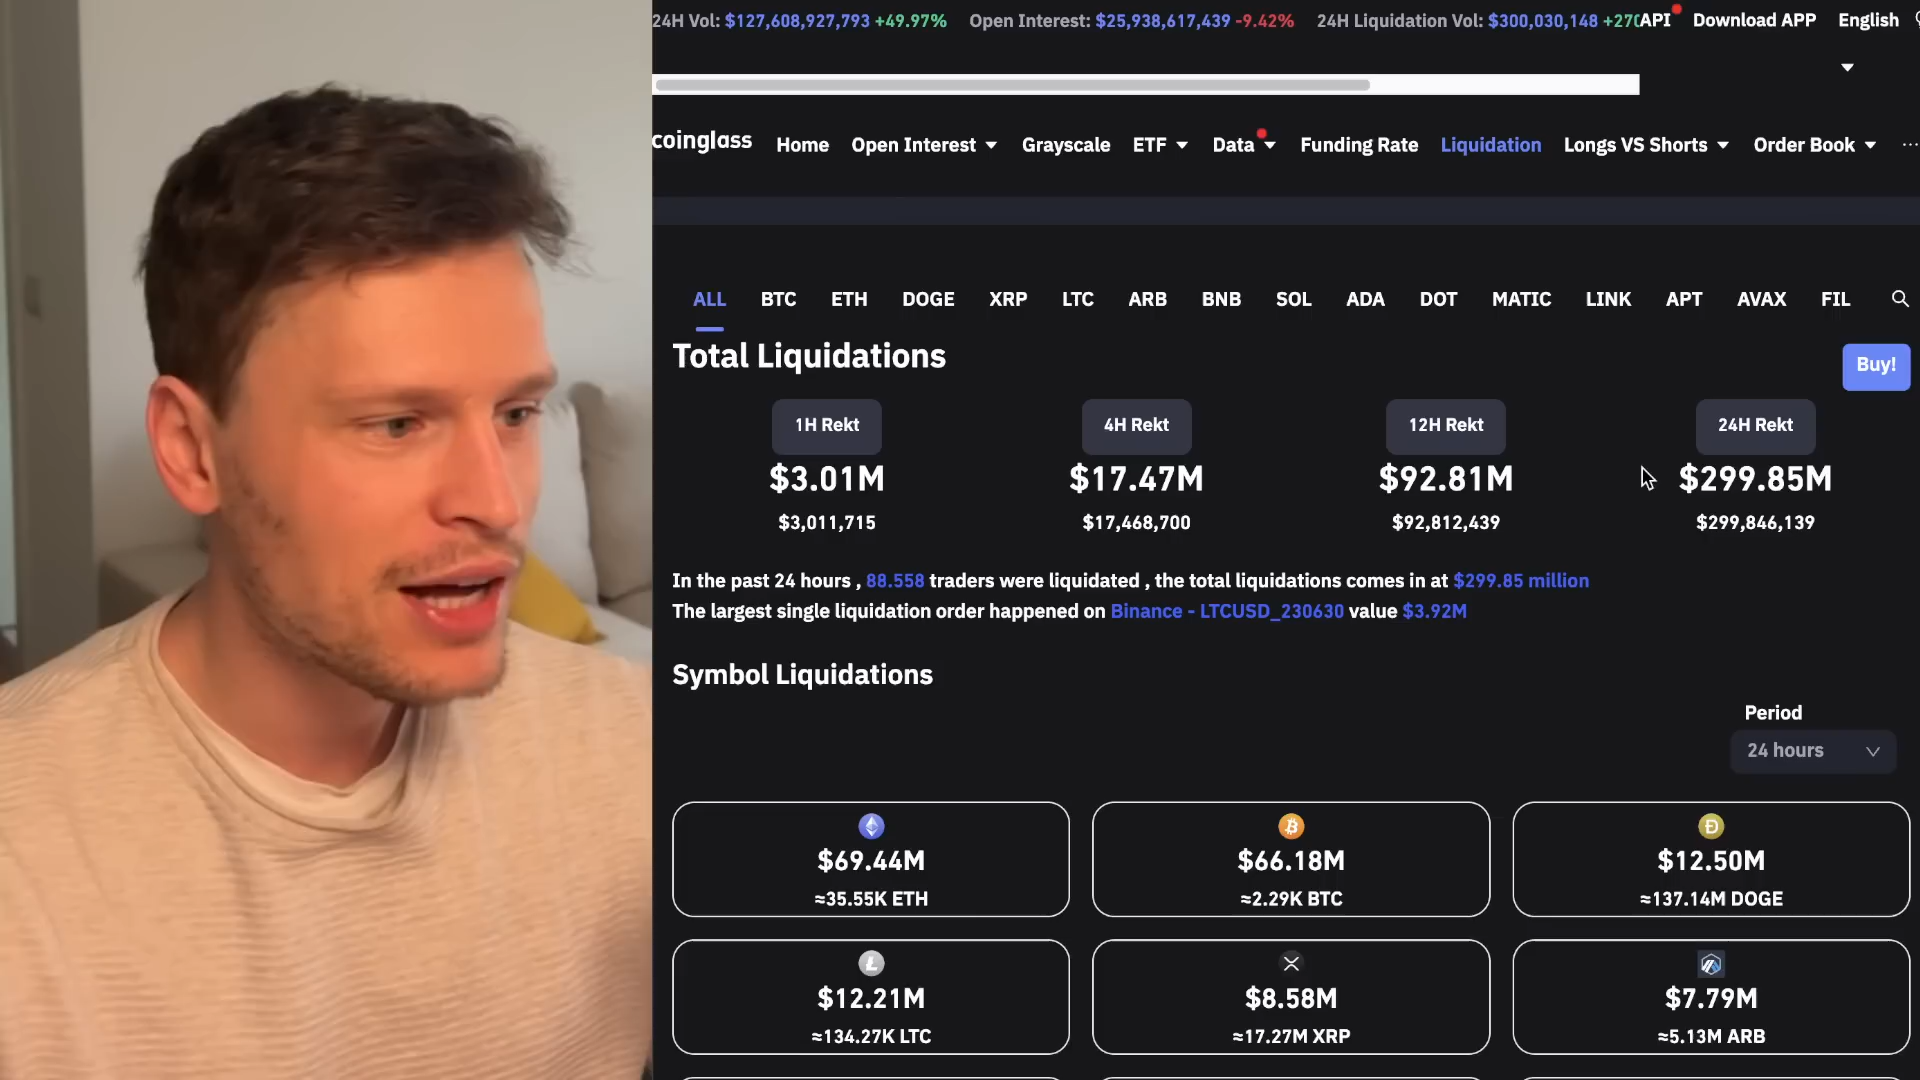 24H Vol: $127,608,927,793 +49.97% Open Interest: $25,938,617,439 -9.42% 24H Liquidation Vol: $300,030,148 +270 API Download APP English
coinglass Home Open Interest Grayscale ETF Data Funding Rate Liquidation Longs VS Shorts Order Book ...
ALL BTC ETH DOGE XRP LTC ARB BNB SOL ADA DOT MATIC LINK APT AVAX FIL
Total Liquidations
Buy!
1H Rekt 4H Rekt 12H Rekt 24H Rekt
$3.01M $17.47M $92.81M $299.85M
$3,011,715 $17,468,700 $92,812,439 $299,846,139
In the past 24 hours , 88.558 traders were liquidated , the total liquidations comes in at $299.85 million
The largest single liquidation order happened on Binance - LTCUSD_230630 value $3.92M
Symbol Liquidations
Period
24 hours
$69.44M $66.18M $12.50M
≈35.55K ETH ≈2.29K BTC ≈137.14M DOGE
$12.21M $8.58M $7.79M
≈134.27K LTC ≈17.27M XRP ≈5.13M ARB